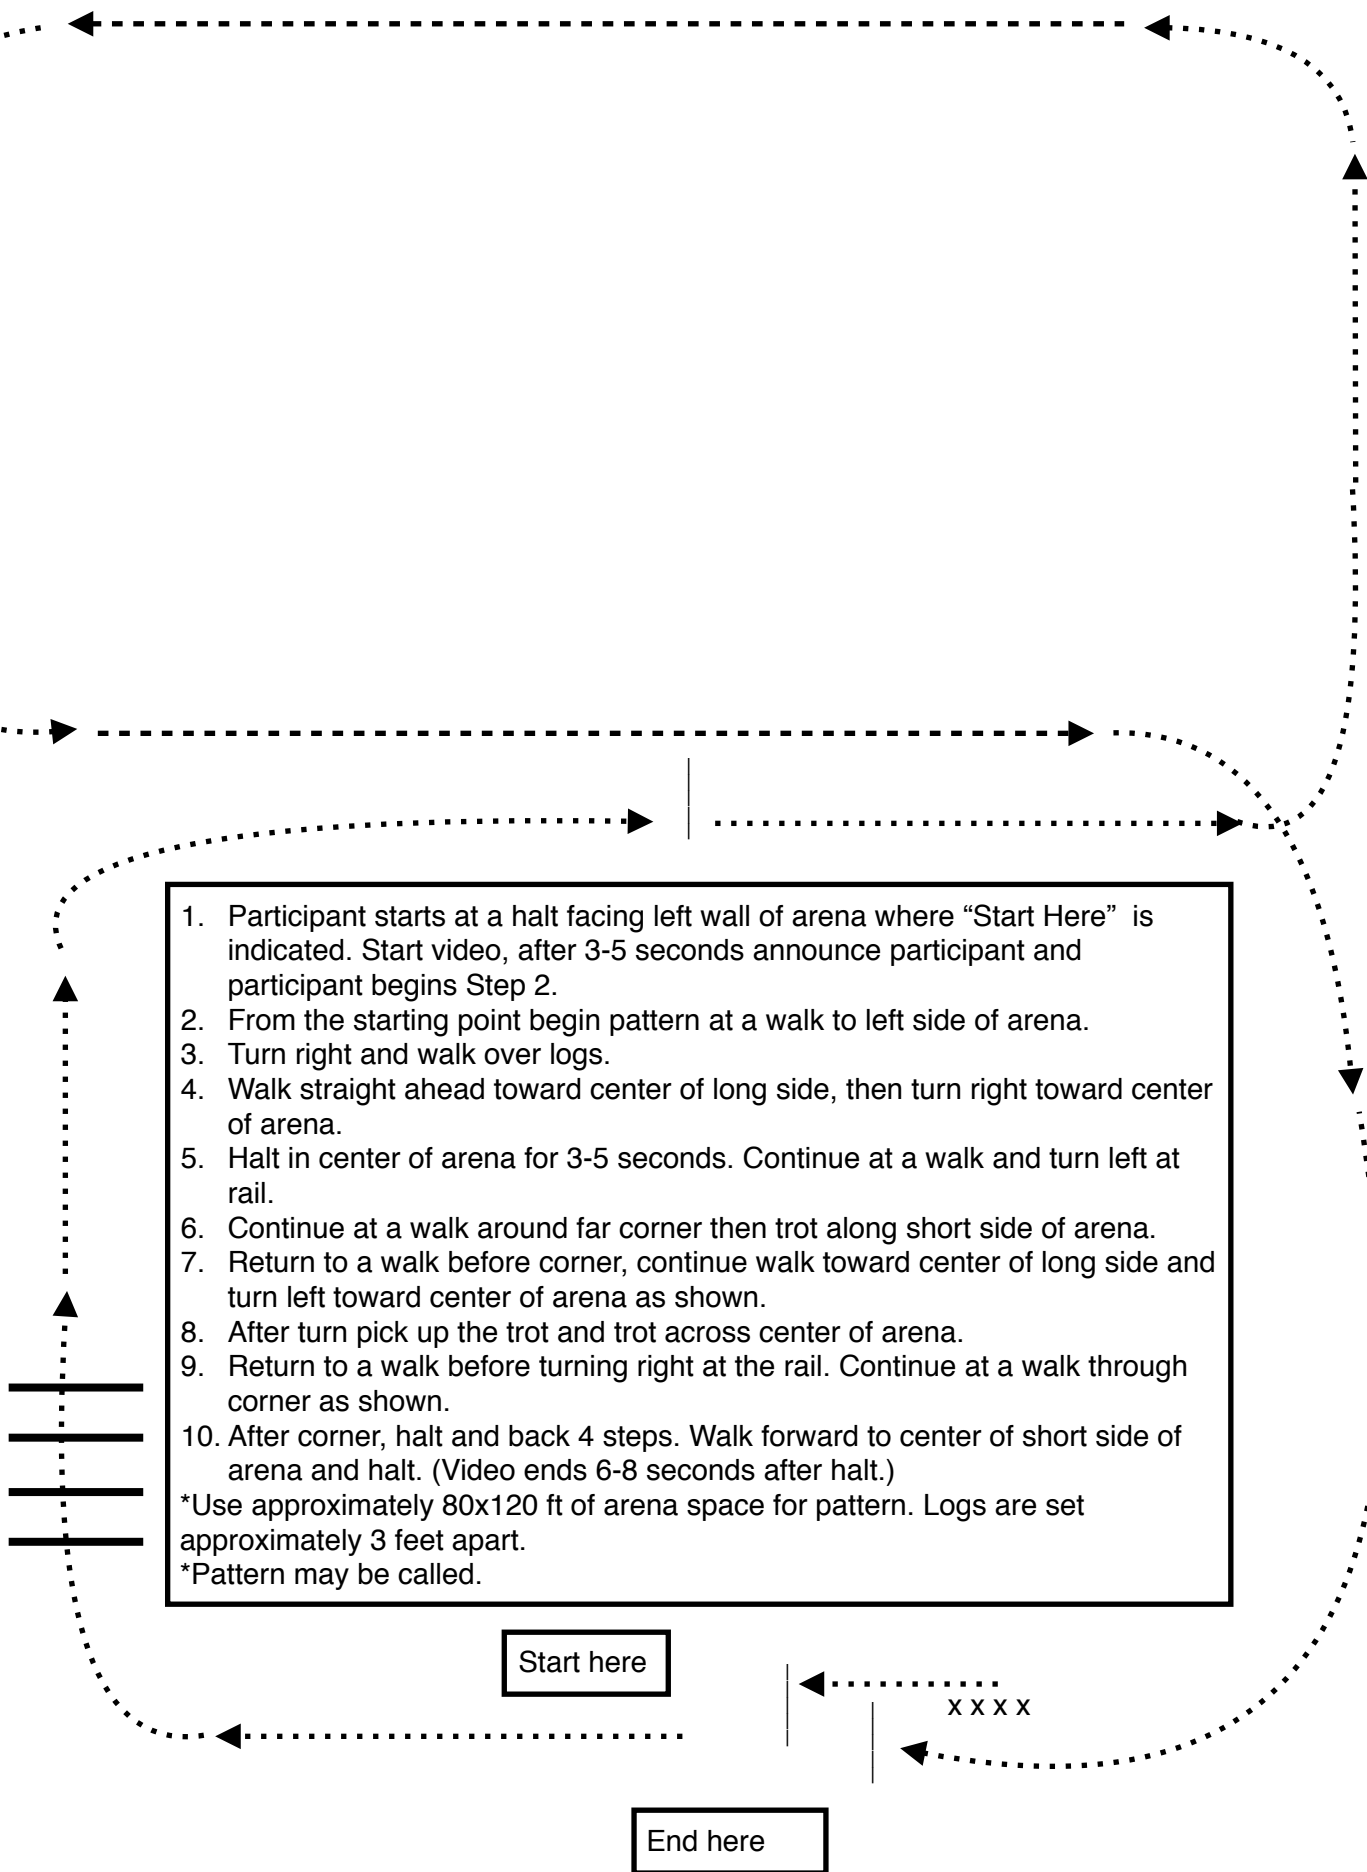 1. Participant starts at a halt facing left wall of arena where “Start Here”  is
indicated. Start video, after 3-5 seconds announce participant and
participant begins Step 2.
2. From the starting point begin pattern at a walk to left side of arena.
3. Turn right and walk over logs.
4. Walk straight ahead toward center of long side, then turn right toward center
of arena.
5. Halt in center of arena for 3-5 seconds. Continue at a walk and turn left at
rail.
6. Continue at a walk around far corner then trot along short side of arena.
7. Return to a walk before corner, continue walk toward center of long side and
turn left toward center of arena as shown.
8. After turn pick up the trot and trot across center of arena.
9. Return to a walk before turning right at the rail. Continue at a walk through
corner as shown.
10. After corner, halt and back 4 steps. Walk forward to center of short side of
arena and halt. (Video ends 6-8 seconds after halt.)
*Use approximately 80x120 ft of arena space for pattern. Logs are set
approximately 3 feet apart.
*Pattern may be called.
Start here
x x x x
End here